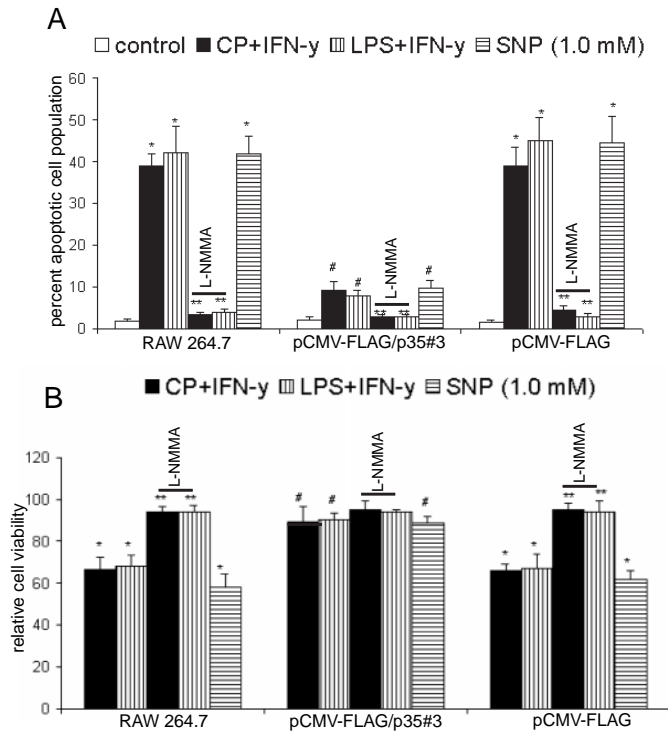 A
control CP+IFN-y LPS+IFN-y SNP (1.0 mM)
percent apoptotic cell population
60
50
40
30
20
10
0
* * L-NMMA ** ** *
# # L-NMMA ** ** #
* * L-NMMA ** ** *
RAW 264.7 pCMV-FLAG/p35#3 pCMV-FLAG
B
CP+IFN-y LPS+IFN-y SNP (1.0 mM)
relative cell viability
120
100
80
60
40
20
0
* * L-NMMA ** ** *
# # L-NMMA #
* * L-NMMA ** ** *
RAW 264.7 pCMV-FLAG/p35#3 pCMV-FLAG